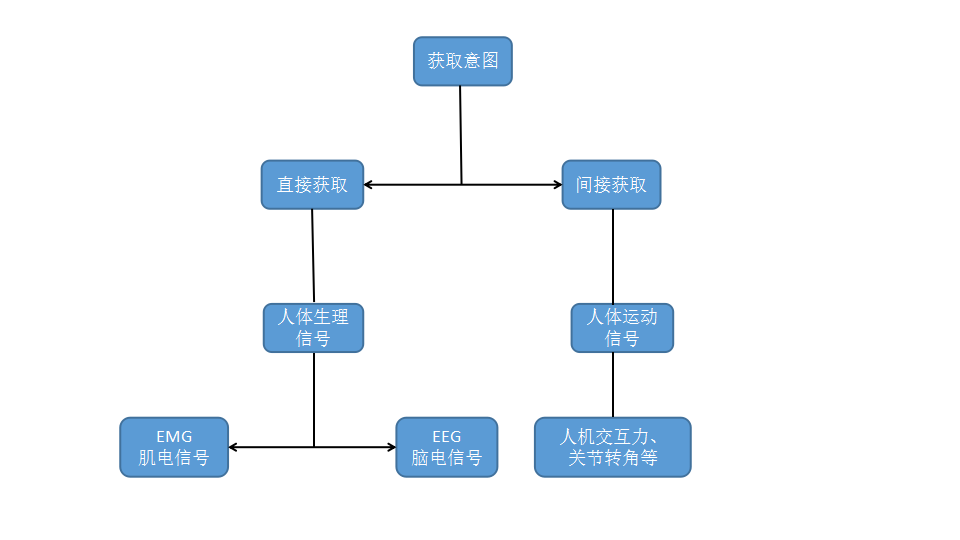 获取意图
直接获取
间接获取
人体生理
信号
人体运动
信号
EMG
肌电信号
EEG
脑电信号
人机交互力、
关节转角等